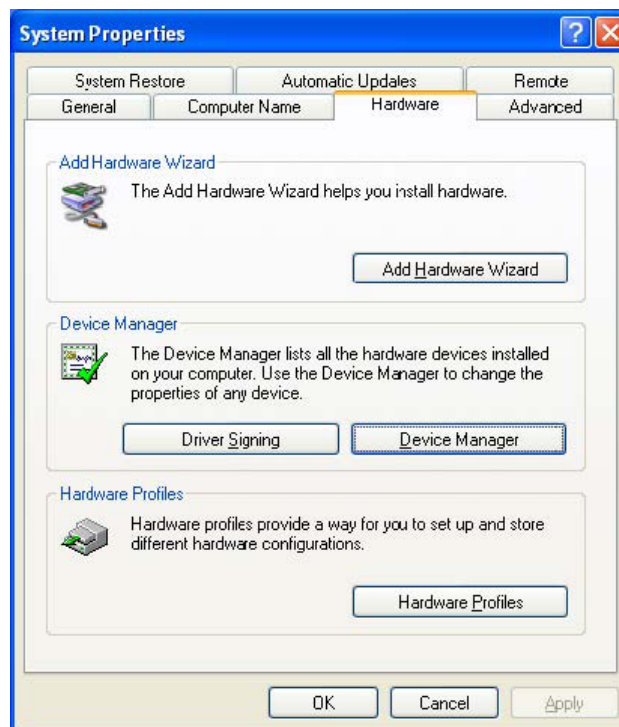 System Properties
System Restore Automatic Updates Remote
General Computer Name Hardware Advanced
Add Hardware Wizard
The Add Hardware Wizard helps you install hardware.
Add Hardware Wizard
Device Manager
The Device Manager lists all the hardware devices installed
on your computer. Use the Device Manager to change the
properties of any device.
Driver Signing Device Manager
Hardware Profiles
Hardware profiles provide a way for you to set up and store
different hardware configurations.
Hardware Profiles
OK Cancel Apply